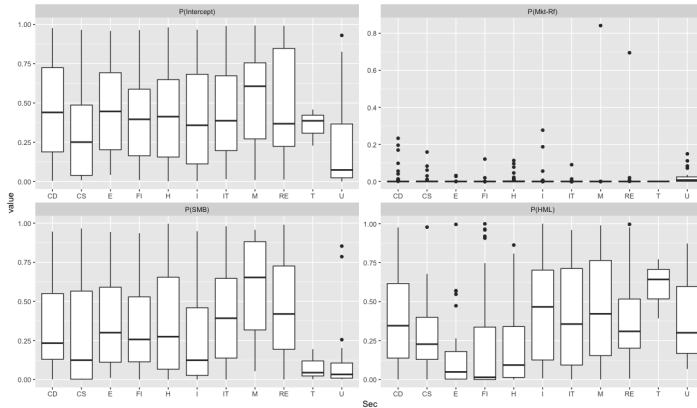 P(Intercept)
P(Mkt-Rf)
1.00
0.75
0.50
0.25
0.00
0.8
0.6
0.4
0.2
0.0
CD CS E FI H I IT M RE T U
CD CS E FI H I IT M RE T U
value
P(SMB)
P(HML)
1.00
0.75
0.50
0.25
0.00
1.00
0.75
0.50
0.25
0.00
CD CS E FI H I IT M RE T U
CD CS E FI H I IT M RE T U
Sec